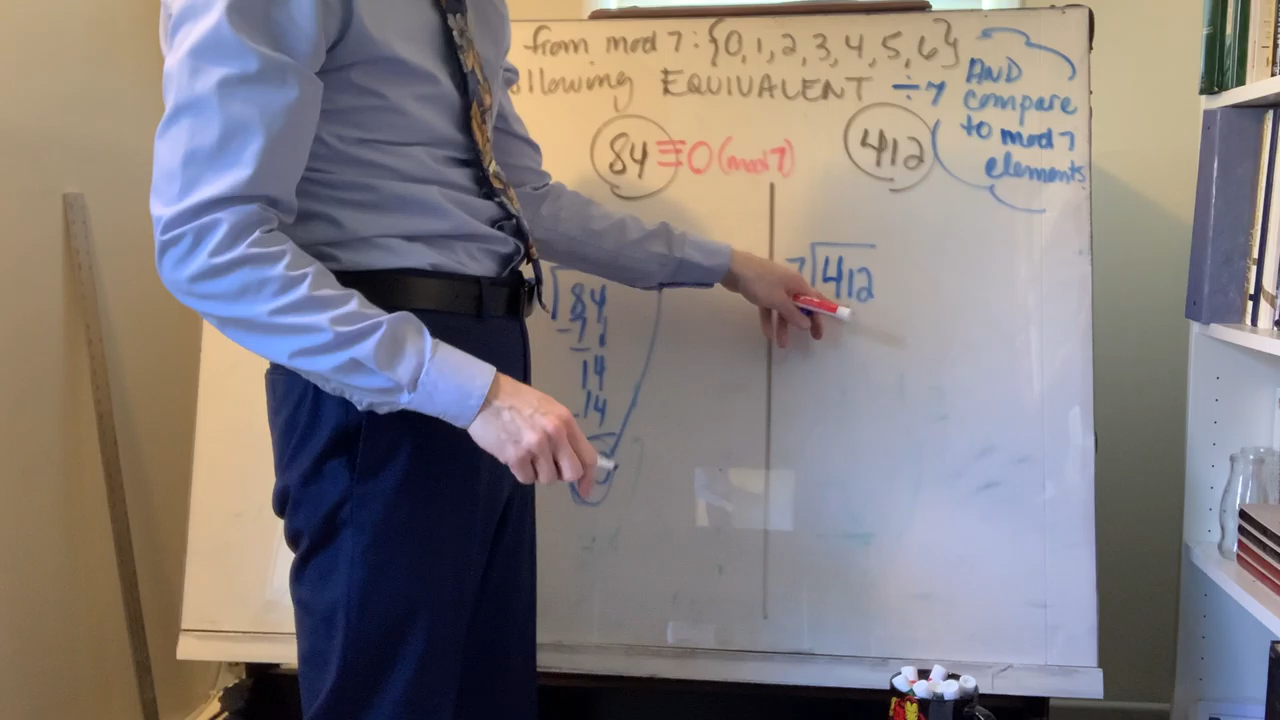 from mod 7: {0, 1, 2, 3, 4, 5, 6}
llowing EQUIVALENT ÷7
AND
compare
to mod 7
elements
84 ≡ 0 (mod 7)
412
84
-7
14
-14
7 412